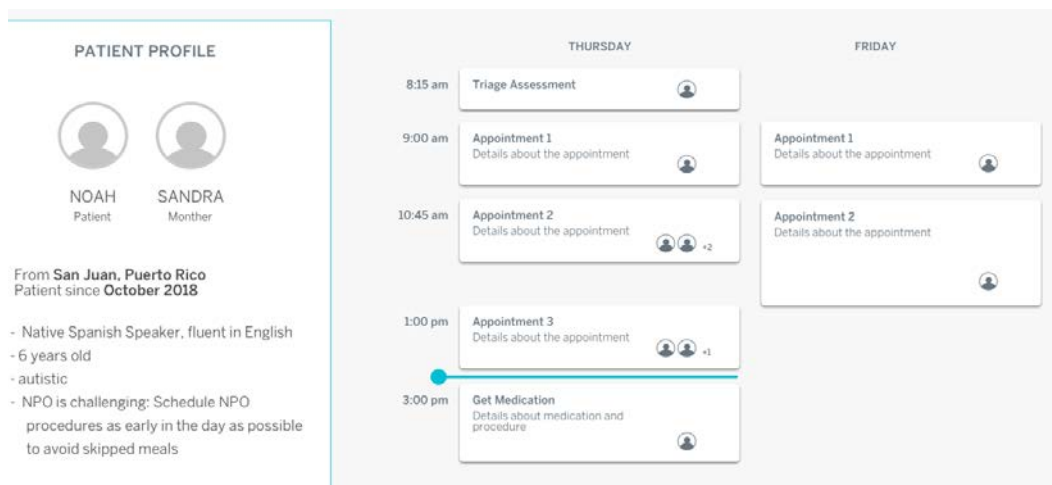 PATIENT PROFILE
NOAH
Patient
SANDRA
Monther
From San Juan, Puerto Rico
Patient since October 2018
- Native Spanish Speaker, fluent in English
- 6 years old
- autistic
- NPO is challenging: Schedule NPO
procedures as early in the day as possible
to avoid skipped meals
THURSDAY
FRIDAY
8:15 am
Triage Assessment
9:00 am
Appointment 1
Details about the appointment
Appointment 1
Details about the appointment
10:45 am
Appointment 2
Details about the appointment
+2
Appointment 2
Details about the appointment
1:00 pm
Appointment 3
Details about the appointment
+1
3:00 pm
Get Medication
Details about medication and
procedure